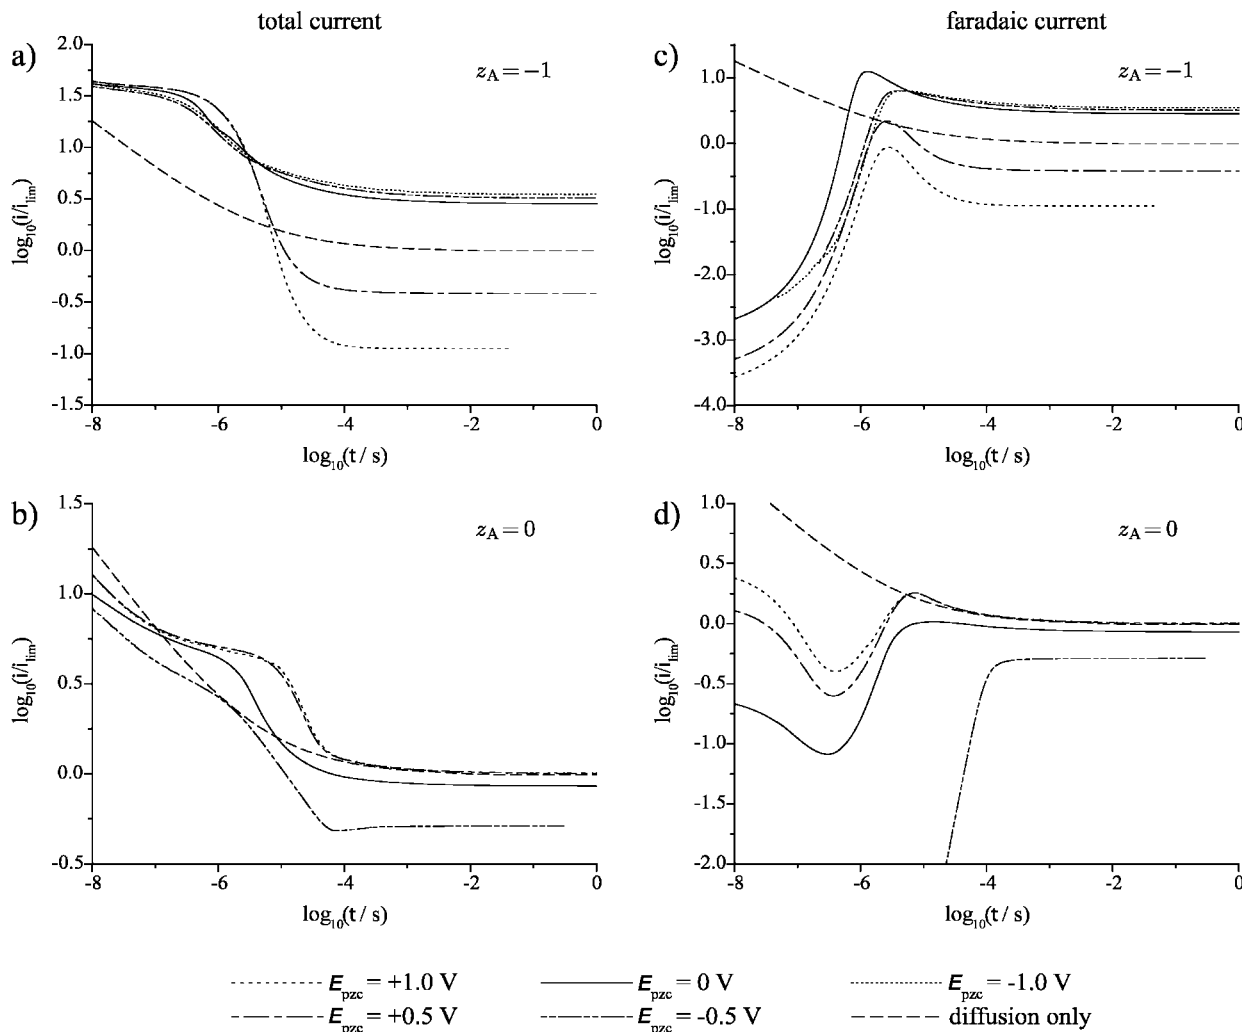 total current
faradaic current
a)
z_A = −1
2.0
1.5
1.0
0.5
0.0
-0.5
-1.0
-1.5
log₁₀(i/i_lim)
-8
-6
-4
-2
0
log₁₀(t / s)
c)
z_A = −1
1.0
0.0
-1.0
-2.0
-3.0
-4.0
log₁₀(i/i_lim)
-8
-6
-4
-2
0
log₁₀(t / s)
b)
z_A = 0
1.5
1.0
0.5
0.0
-0.5
log₁₀(i/i_lim)
-8
-6
-4
-2
0
log₁₀(t / s)
d)
z_A = 0
1.0
0.5
0.0
-0.5
-1.0
-1.5
-2.0
log₁₀(i/i_lim)
-8
-6
-4
-2
0
log₁₀(t / s)
E_pzc = +1.0 V
E_pzc = 0 V
E_pzc = -1.0 V
E_pzc = +0.5 V
E_pzc = -0.5 V
diffusion only